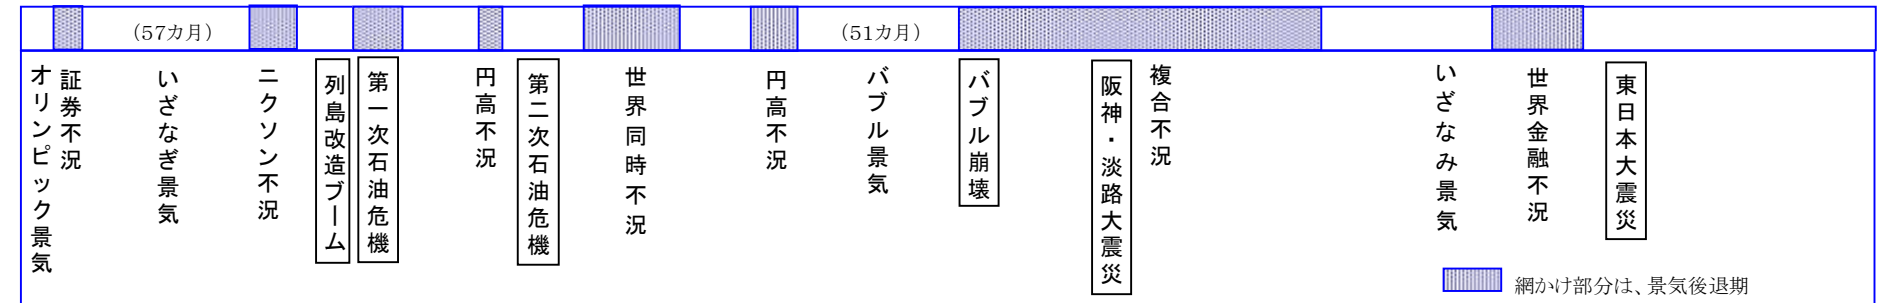 （57カ月）
（51カ月）
オリンピック景気
証券不況
いざなぎ景気
ニクソン不況
列島改造ブーム
第一次石油危機
円高不況
第二次石油危機
世界同時不況
円高不況
バブル景気
バブル崩壊
阪神・淡路大震災
複合不況
いざなみ景気
世界金融不況
東日本大震災
網かけ部分は、景気後退期